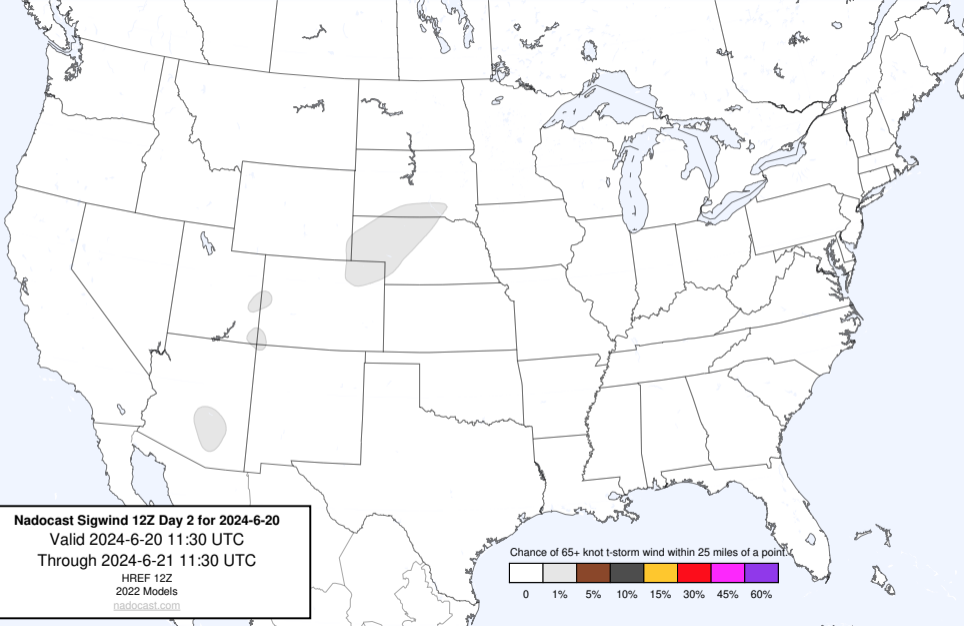 Nadocast Sigwind 12Z Day 2 for 2024-6-20
Valid 2024-6-20 11:30 UTC
Through 2024-6-21 11:30 UTC
HREF 12Z
2022 Models
nadocast.com
Chance of 65+ knot t-storm wind within 25 miles of a point.
0 1% 5% 10% 15% 30% 45% 60%